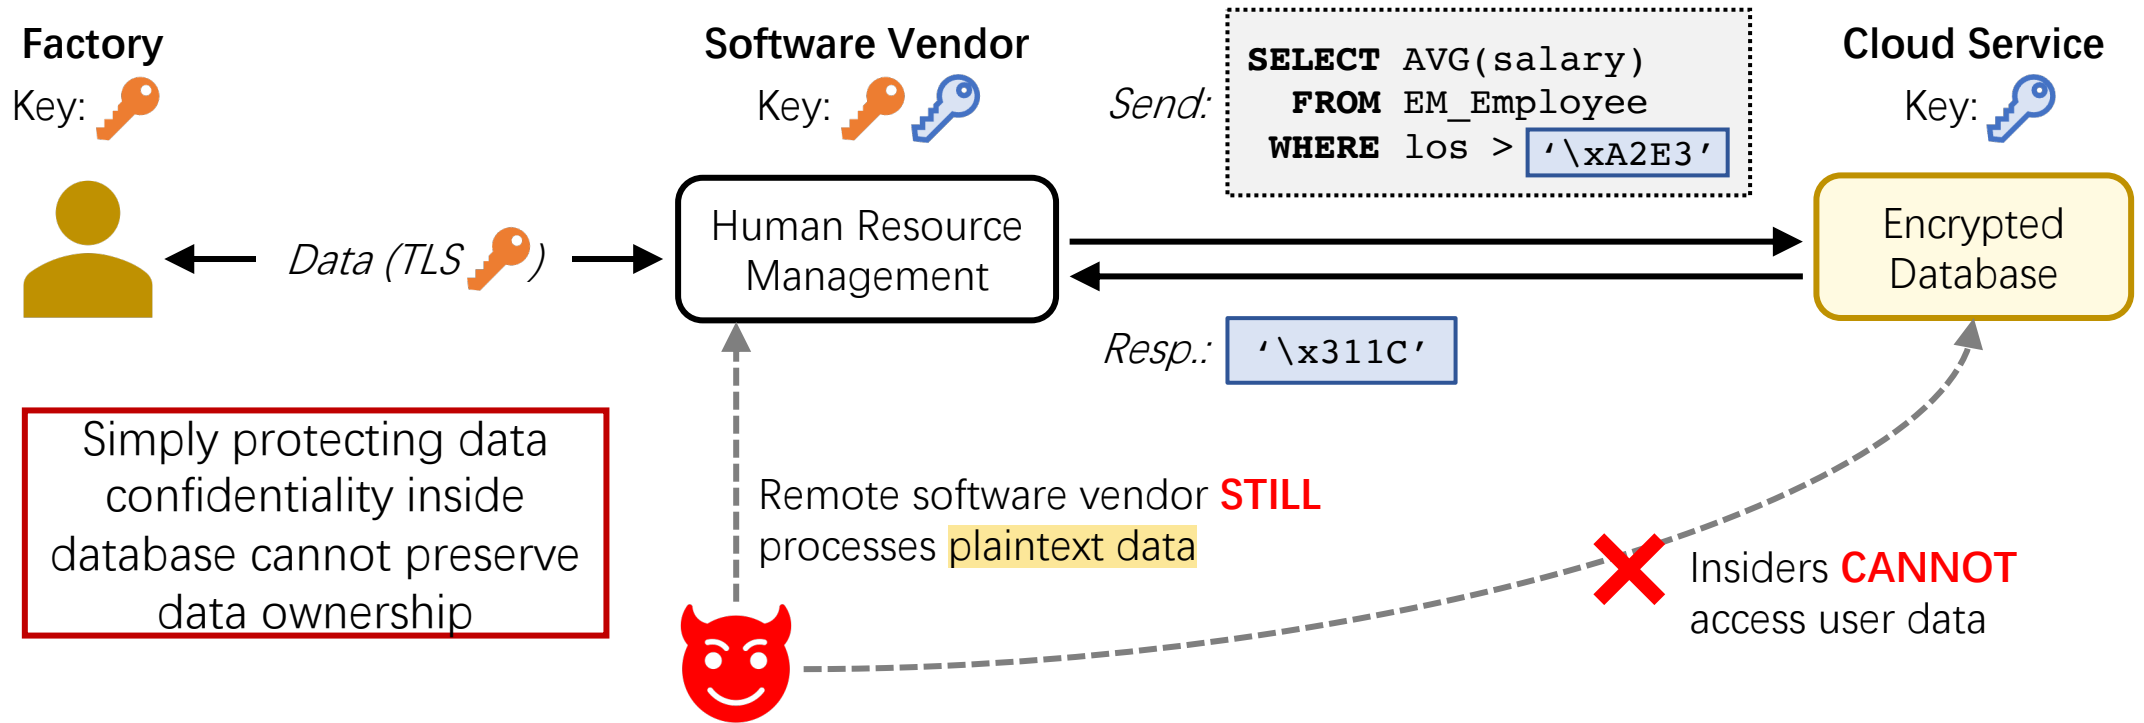 Factory
Key:
Software Vendor
Key:
Send:
SELECT AVG(salary)
FROM EM_Employee
WHERE los > ‘\xA2E3’
Cloud Service
Key:
Data (TLS )
Human Resource
Management
Encrypted
Database
Resp.: ‘\x311C’
Simply protecting data
confidentiality inside
database cannot preserve
data ownership
Remote software vendor STILL
processes plaintext data
Insiders CANNOT
access user data